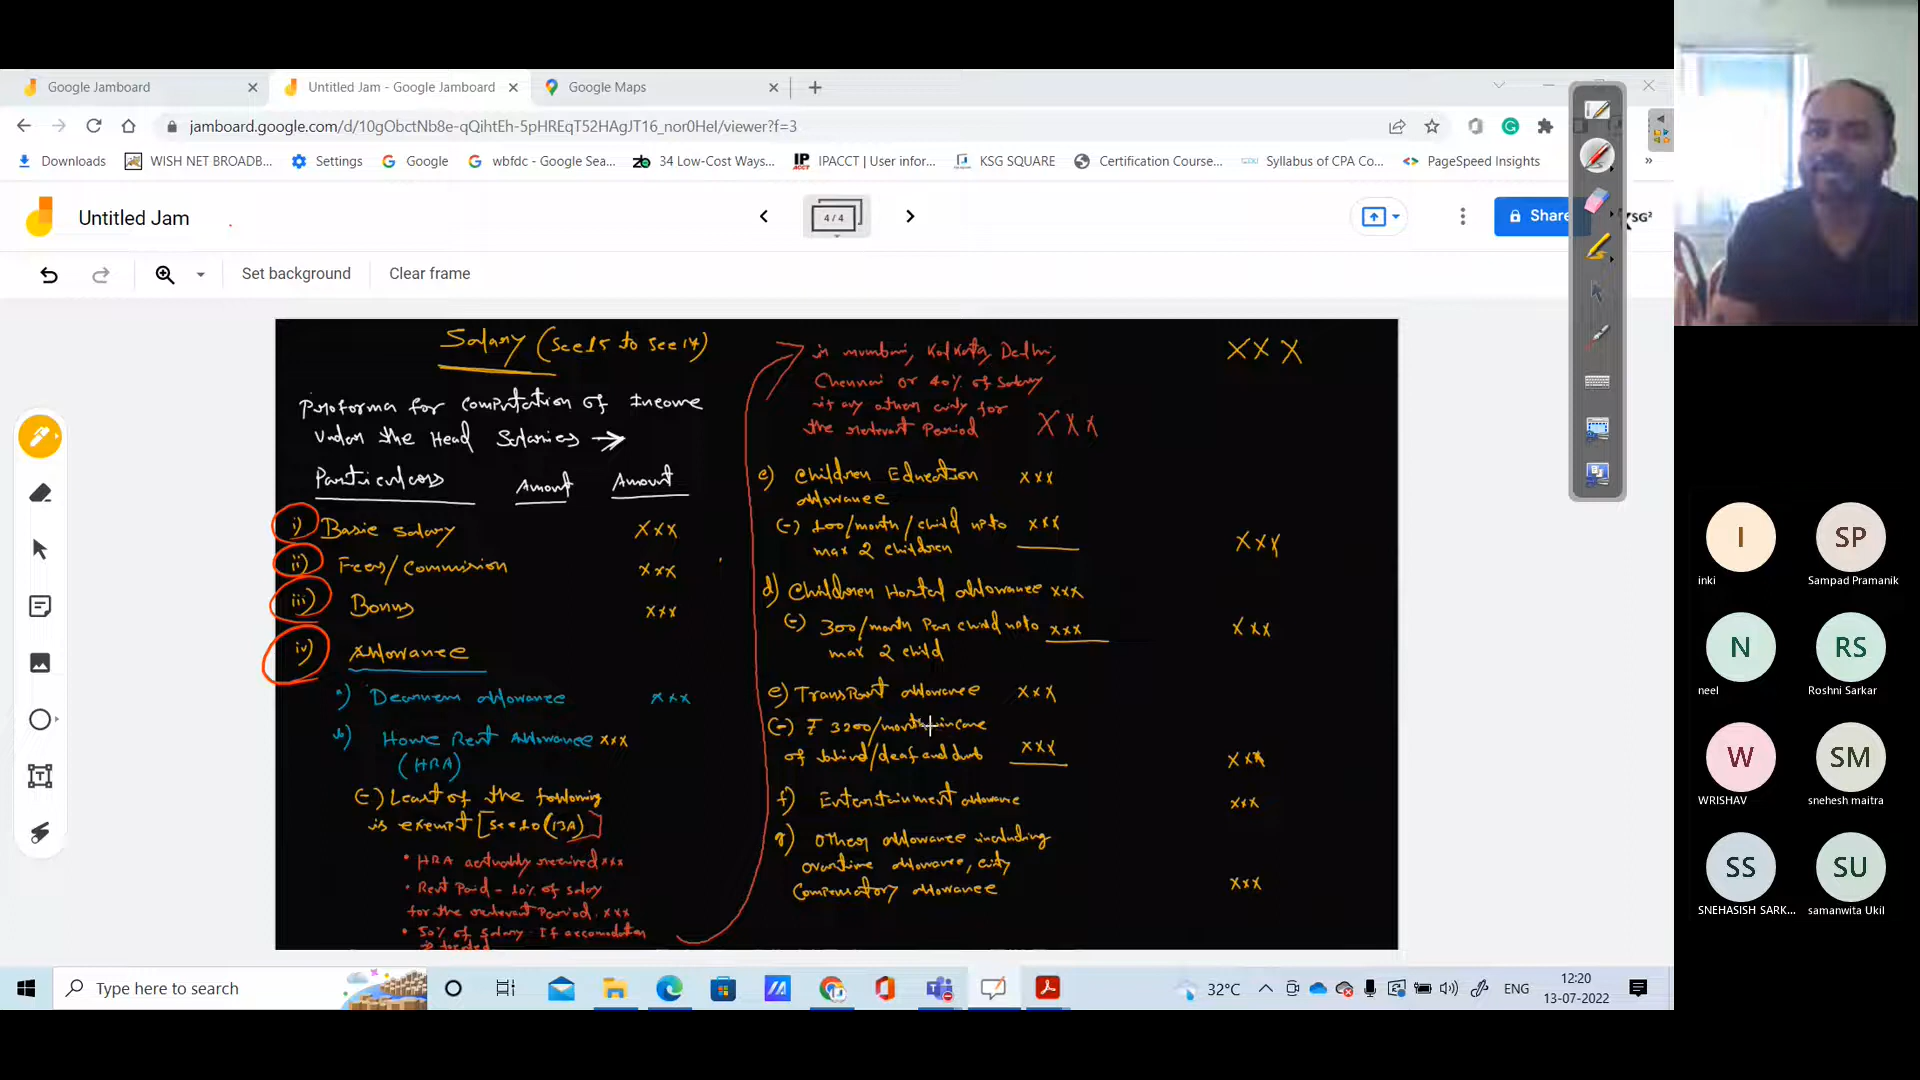 Google Jamboard
Untitled Jam - Google Jamboard
Google Maps
jamboard.google.com/d/10gObctNb8e-qQihtEh-5pHREqT52HAgJT16_nor0HeI/viewer?f=3
Downloads
WISH NET BROADB...
Settings
Google
wbfdc - Google Sea...
34 Low-Cost Ways...
IPACCT | User infor...
KSG SQUARE
Certification Course...
Syllabus of CPA Co...
PageSpeed Insights
»
Untitled Jam
4 / 4
Share
KSG²
Set background
Clear frame
Salary (Sec 15 to Sec 17)
Proforma for computation of Income
Under the Head Salaries →
Particulars Amount Amount
i) Basic Salary XXX
ii) Fees/Commission XXX
iii) Bonus XXX
iv) Allowance
a) Dearness Allowance XXX
b) House Rent Allowance XXX
(HRA)
(-) Least of the following
is exempt [Sec 10 (13A)]
• HRA actually received XXX
• Rent Paid - 10% of salary
for the relevant Period. XXX
• 50% of salary. If accomodation
is located
in Mumbai, Kolkata, Delhi, XXX
Chennai or 40% of salary
if any other city for
the relevant Period XXX
c) Children Education XXX
Allowance
(-) 100/month/child upto XXX
max 2 children XXX
d) Children Hostel Allowance XXX
(-) 300/month Per child upto XXX XXX
max 2 child
e) Transport Allowance XXX
(-) ₹ 3200/month in case
of blind/deaf and dumb XXX XXX
f) Entertainment allowance XXX
g) Other Allowance including
overtime allowance, city
Compensatory allowance XXX
I
inki
SP
Sampad Pramanik
N
neel
RS
Roshni Sarkar
W
WRISHAV
SM
snehesh maitra
SS
SNEHASISH SARK...
SU
samanwita Ukil
Type here to search
32°C
ENG
12:20
13-07-2022